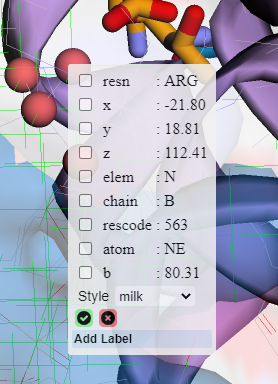 resn : ARG
x : -21.80
y : 18.81
z : 112.41
elem : N
chain : B
rescode : 563
atom : NE
b : 80.31
Style milk
Add Label